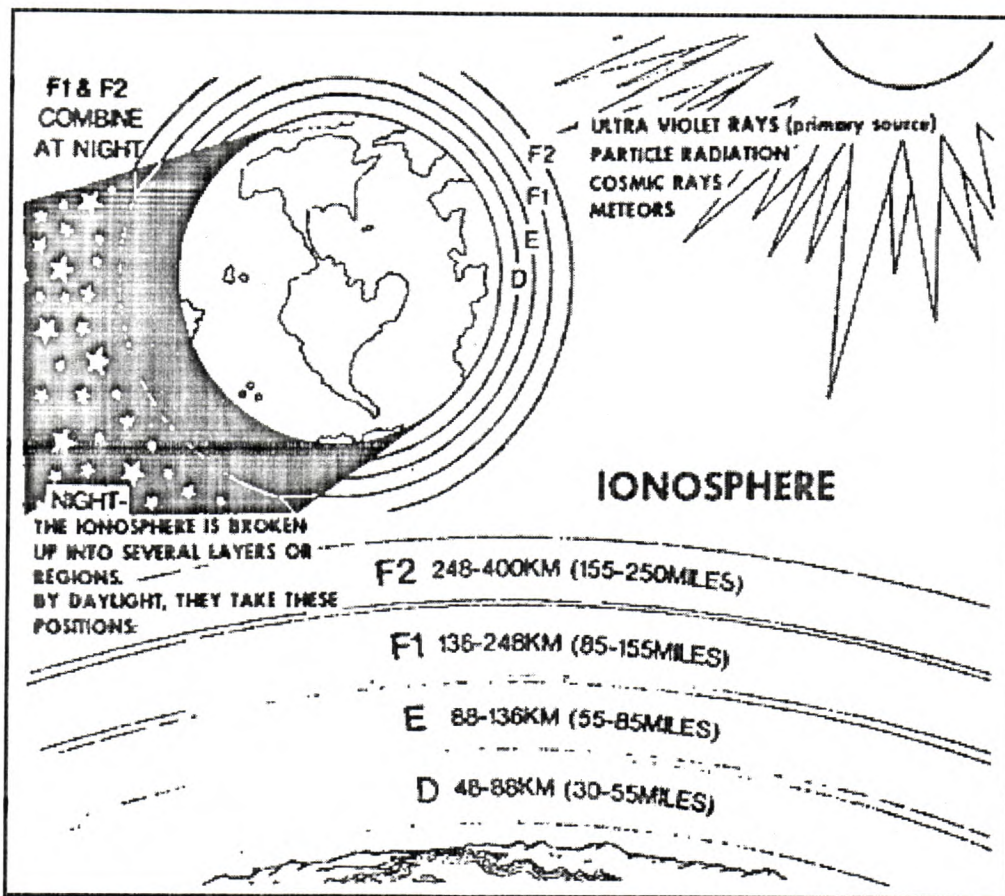 F1 & F2
COMBINE
AT NIGHT
ULTRA VIOLET RAYS (primary source)
PARTICLE RADIATION
COSMIC RAYS
METEORS
F2
F1
E
D
IONOSPHERE
NIGHT-
THE IONOSPHERE IS BROKEN
UP INTO SEVERAL LAYERS OR
REGIONS.
BY DAYLIGHT, THEY TAKE THESE
POSITIONS:
F2 248-400KM (155-250MILES)
F1 136-248KM (85-155MILES)
E 88-136KM (55-85MILES)
D 48-88KM (30-55MILES)